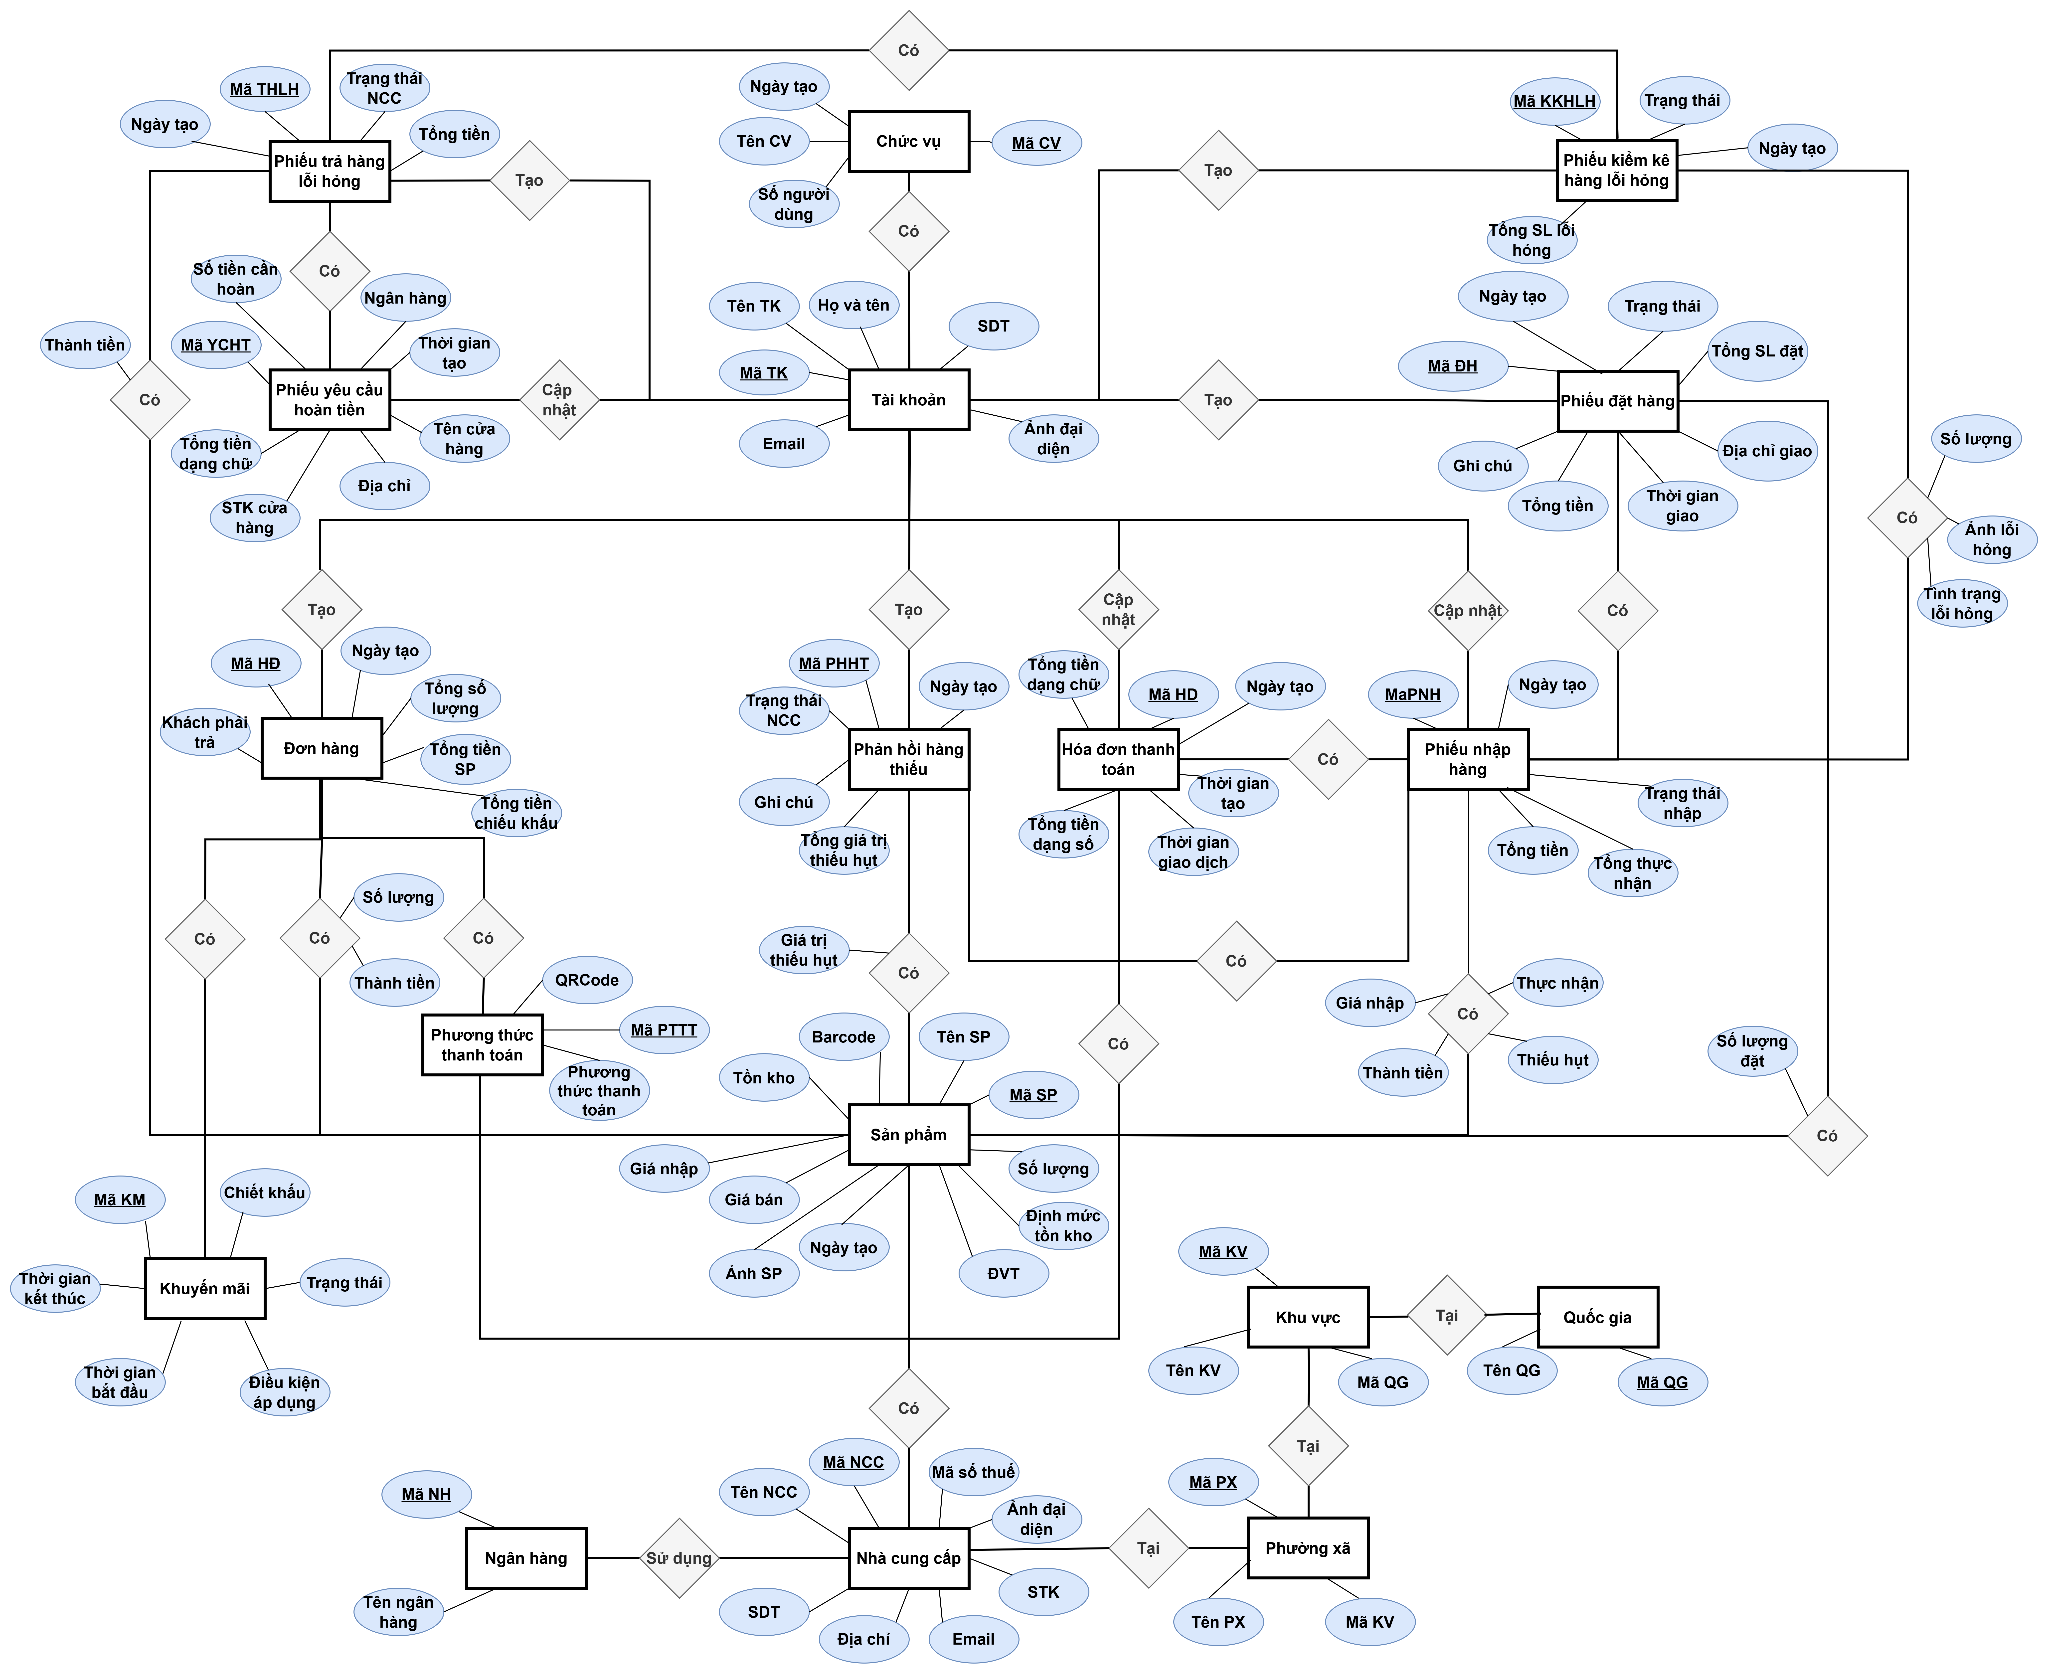 Có
Mã THLH
Trạng thái
NCC
Ngày tạo
Tổng tiền
Phiếu trả hàng
lỗi hỏng
Tạo
Ngày tạo
Tên CV
Số người
dùng
Chức vụ
Mã CV
Có
Tạo
Mã KKHLH
Trạng thái
Ngày tạo
Phiếu kiểm kê
hàng lỗi hỏng
Tổng SL lỗi
hỏng
Có
Số tiền cần
hoàn
Ngân hàng
Mã YCHT
Thời gian
tạo
Thành tiền
Có
Phiếu yêu cầu
hoàn tiền
Cập
nhật
Tổng tiền
dạng chữ
Tên cửa
hàng
STK cửa
hàng
Địa chỉ
Tên TK
Họ và tên
SDT
Mã TK
Tài khoản
Email
Ảnh đại
diện
Tạo
Ngày tạo
Trạng thái
Tổng SL đặt
Mã ĐH
Phiếu đặt hàng
Ghi chú
Địa chỉ giao
Tổng tiền
Thời gian
giao
Số lượng
Có
Ảnh lỗi
hỏng
Tình trạng
lỗi hỏng
Tạo
Tạo
Cập
nhật
Cập nhật
Có
Mã HĐ
Ngày tạo
Tổng số
lượng
Khách phải
trả
Đơn hàng
Tổng tiền
SP
Tổng tiền
chiếu khấu
Mã PHHT
Ngày tạo
Trạng thái
NCC
Phản hồi hàng
thiếu
Ghi chú
Tổng giá trị
thiếu hụt
Tổng tiền
dạng chữ
Mã HD
Ngày tạo
Hóa đơn thanh
toán
Thời gian
tạo
Tổng tiền
dạng số
Thời gian
giao dịch
Có
MaPNH
Ngày tạo
Phiếu nhập
hàng
Trạng thái
nhập
Tổng tiền
Tổng thực
nhận
Có
Có
Số lượng
Thành tiền
Có
QRCode
Phương thức
thanh toán
Mã PTTT
Phương
thức thanh
toán
Giá trị
thiếu hụt
Có
Có
Có
Giá nhập
Thực nhận
Có
Thành tiền
Thiếu hụt
Số lượng
đặt
Có
Barcode
Tên SP
Tồn kho
Mã SP
Sản phẩm
Giá nhập
Giá bán
Ảnh SP
Ngày tạo
ĐVT
Số lượng
Định mức
tồn kho
Mã KM
Chiết khấu
Thời gian
kết thúc
Khuyến mãi
Trạng thái
Thời gian
bắt đầu
Điều kiện
áp dụng
Mã KV
Khu vực
Tại
Quốc gia
Tên KV
Mã QG
Tên QG
Mã QG
Có
Tại
Mã NH
Ngân hàng
Tên ngân
hàng
Sử dụng
Tên NCC
Mã NCC
Mã số thuế
Ảnh đại
diện
Nhà cung cấp
SDT
Địa chí
Email
STK
Tại
Mã PX
Phường xã
Tên PX
Mã KV